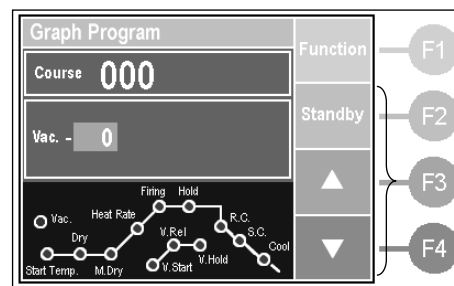 Graph Program
Function
F1
Course 000
Standby
F2
Vac. - 0
F3
Firing Hold
Vac.
Heat Rate
R.C.
Dry
V.Rel
S.C.
V.Hold
Cool
Start Temp.
M.Dry
V.Start
F4